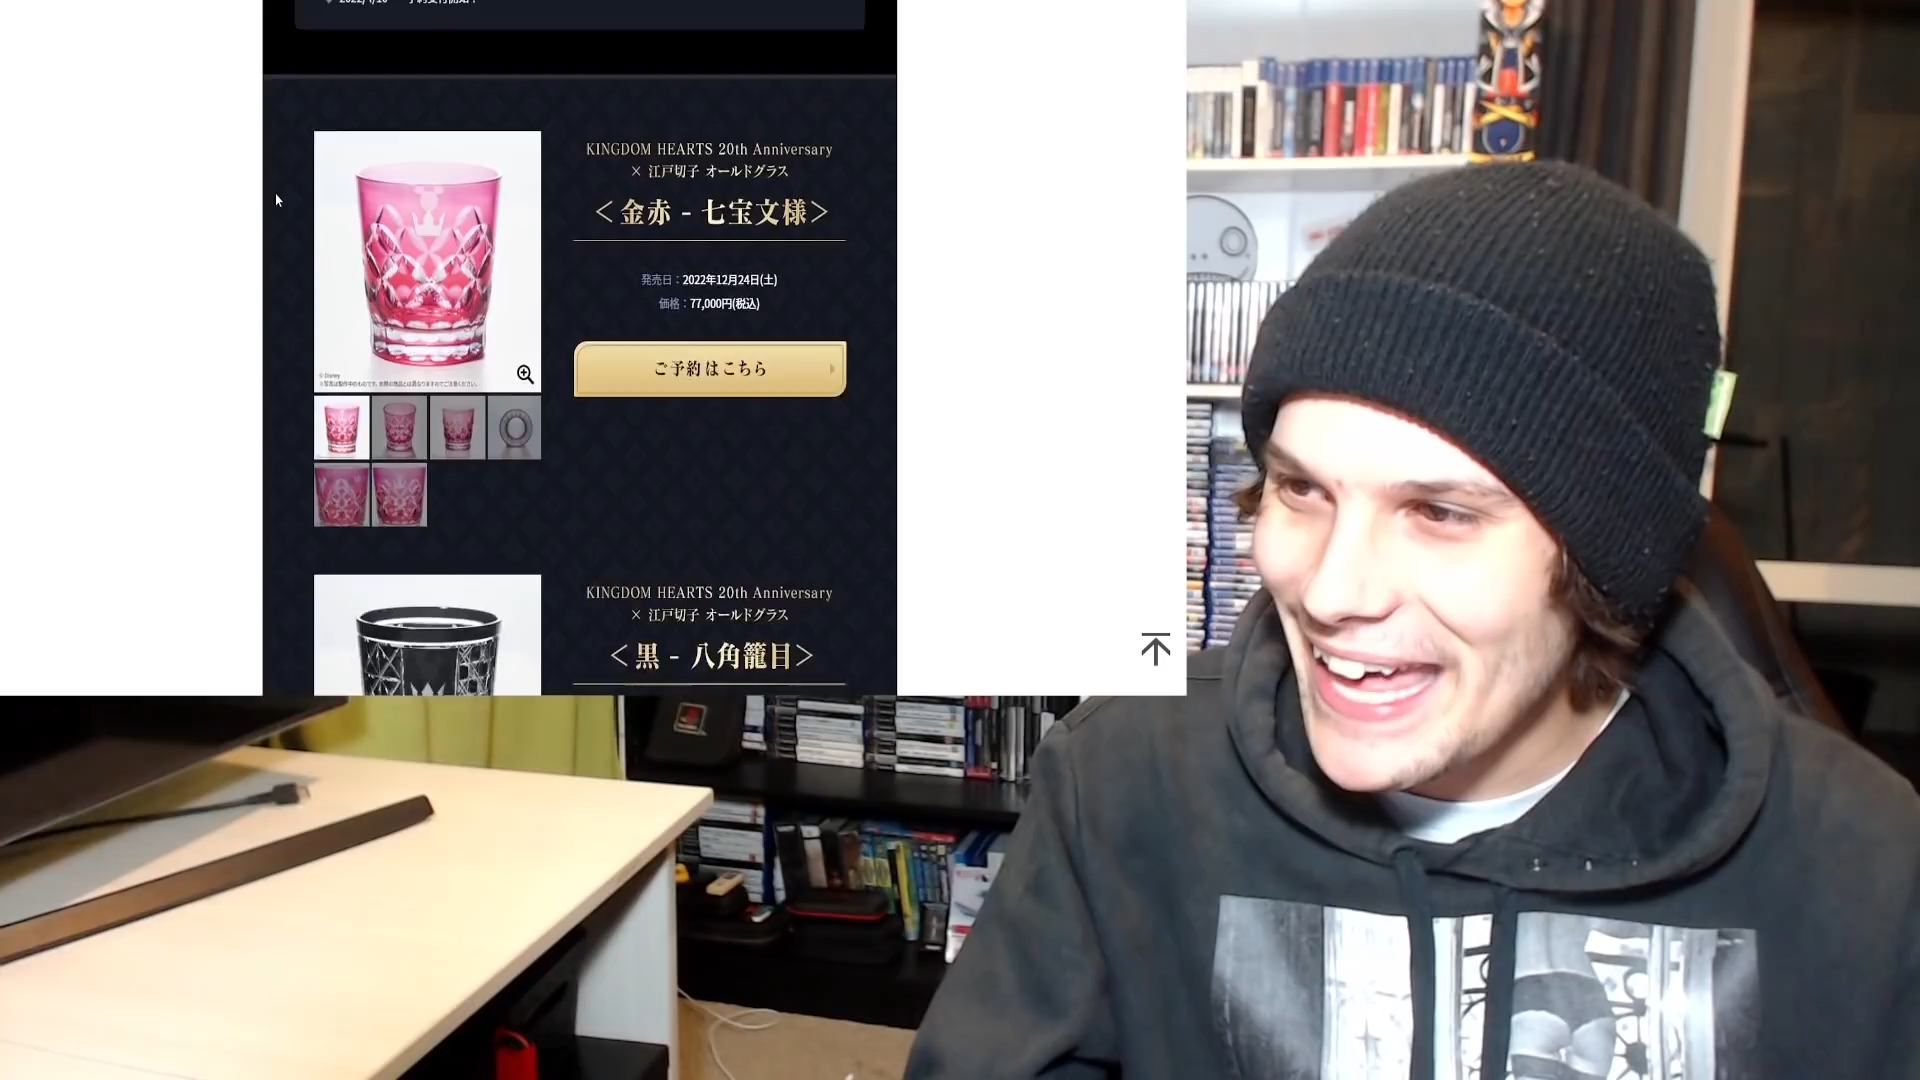 KINGDOM HEARTS 20th Anniversary
× 江戸切子 オールドグラス
＜金赤 - 七宝文様＞
発売日：2022年12月24日(土)
価格：77,000円(税込)
ご予約はこちら
© Disney
KINGDOM HEARTS 20th Anniversary
× 江戸切子 オールドグラス
＜黒 - 八角籠目＞